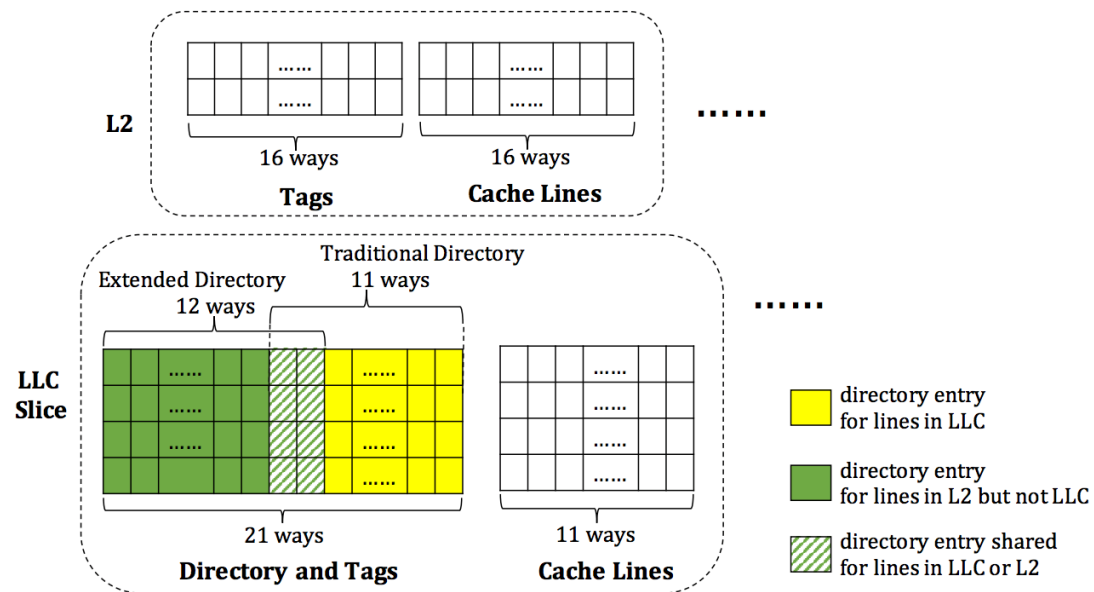 ...... ......
...... ......
......
L2
16 ways
16 ways
Tags
Cache Lines
Traditional Directory
11 ways
Extended Directory
12 ways
......
LLC
Slice
...... ...... ......
...... ...... ......
...... ...... ......
...... ......
directory entry
for lines in LLC
directory entry
for lines in L2 but not LLC
directory entry shared
for lines in LLC or L2
21 ways
11 ways
Directory and Tags
Cache Lines